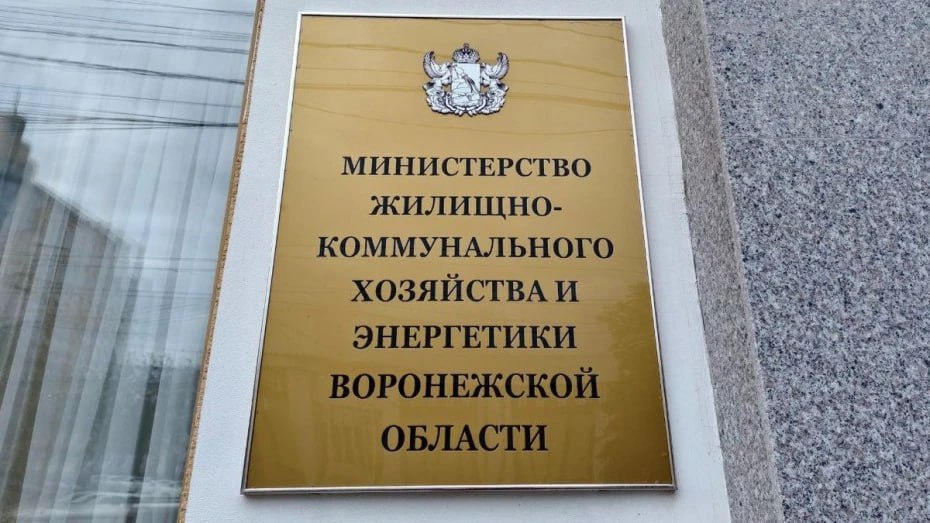 МИНИСТЕРСТВО
ЖИЛИЩНО-
КОММУНАЛЬНОГО
ХОЗЯЙСТВА И
ЭНЕРГЕТИКИ
ВОРОНЕЖСКОЙ
ОБЛАСТИ